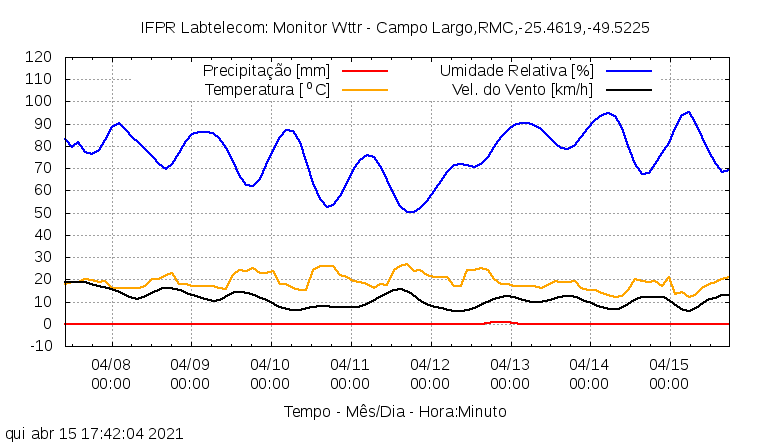 IFPR Labtelecom: Monitor Wttr - Campo Largo,RMC,-25.4619,-49.5225
120
110
100
90
80
70
60
50
40
30
20
10
0
-10
Precipitação [mm]
Temperatura [⁰C]
Umidade Relativa [%]
Vel. do Vento [km/h]
04/08 04/09 04/10 04/11 04/12 04/13 04/14 04/15
00:00 00:00 00:00 00:00 00:00 00:00 00:00 00:00
Tempo - Mês/Dia - Hora:Minuto
qui abr 15 17:42:04 2021